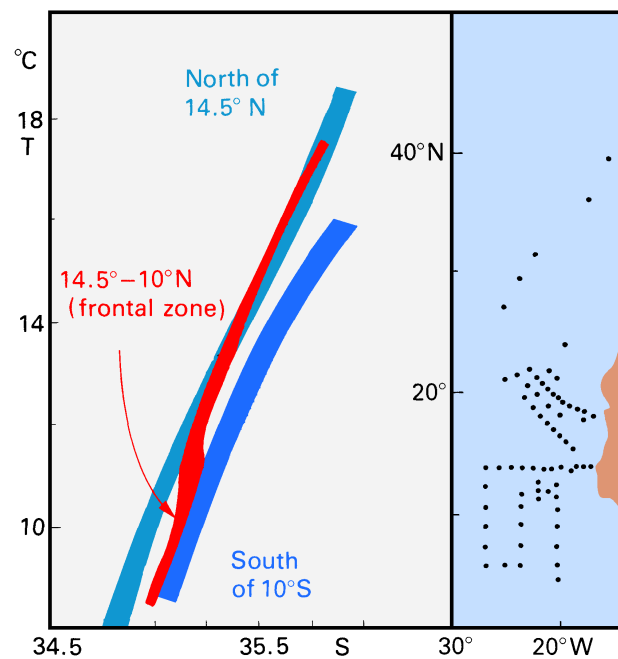 °C
18
T
14
10
North of
14.5° N
14.5°–10°N
(frontal zone)
South
of 10°S
34.5
35.5
S
40°N
20°
30°
20°W